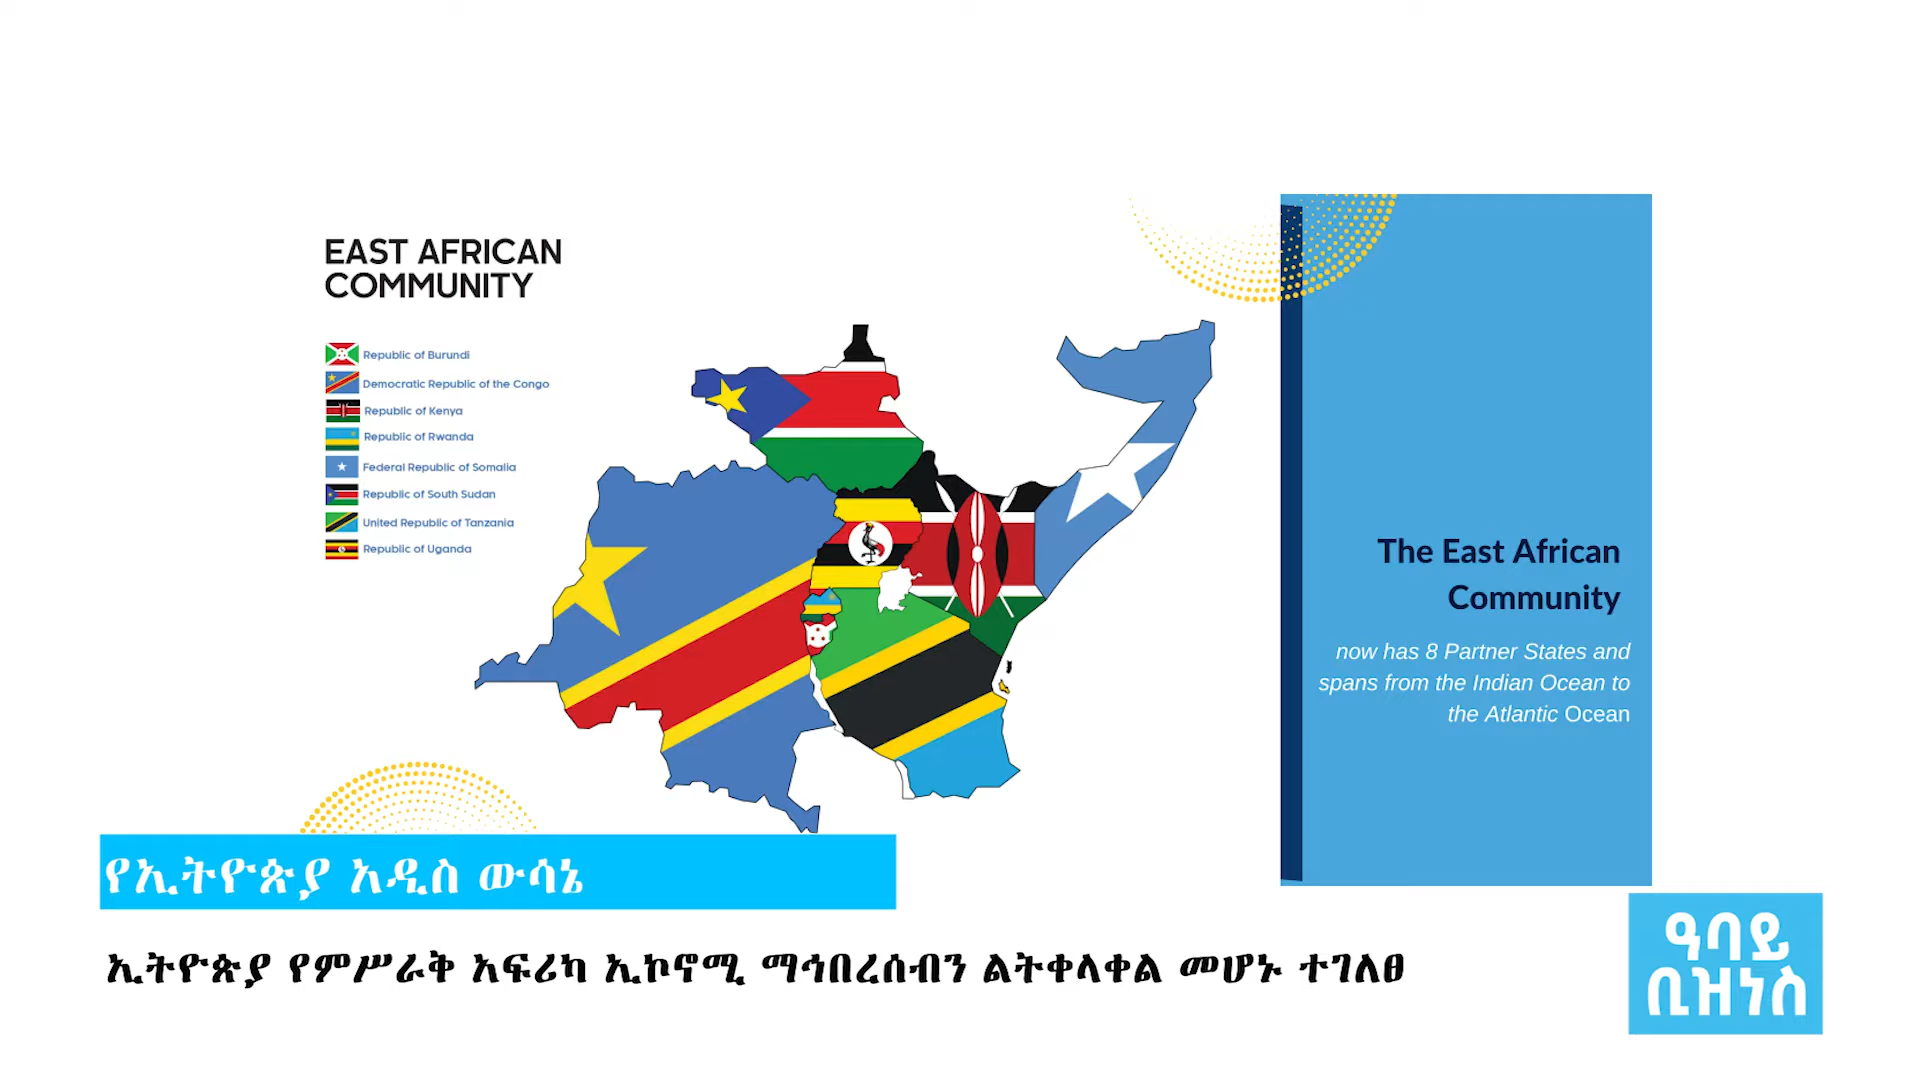 EAST AFRICAN
COMMUNITY
Republic of Burundi
Democratic Republic of the Congo
Republic of Kenya
Republic of Rwanda
Federal Republic of Somalia
Republic of South Sudan
United Republic of Tanzania
Republic of Uganda
The East African
Community
now has 8 Partner States and
spans from the Indian Ocean to
the Atlantic Ocean
የኢትዮጵያ አዲስ ውሳኔ
ኢትዮጵያ የምሥራቅ አፍሪካ ኢኮኖሚ ማኅበረሰብን ልትቀላቀል መሆኑ ተገለፀ
ዓባይ
ቢዝነስ